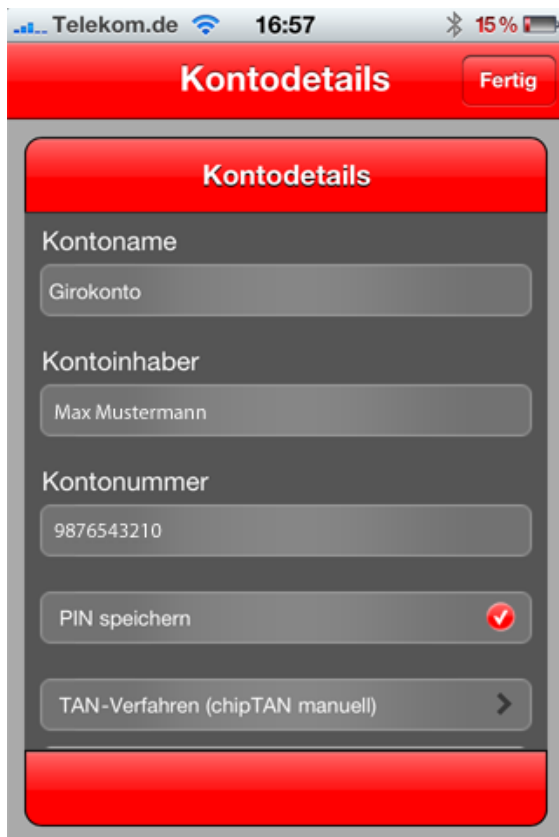 Telekom.de 16:57 15 %
Kontodetails Fertig
Kontodetails
Kontoname
Girokonto
Kontoinhaber
Max Mustermann
Kontonummer
9876543210
PIN speichern
TAN-Verfahren (chipTAN manuell)